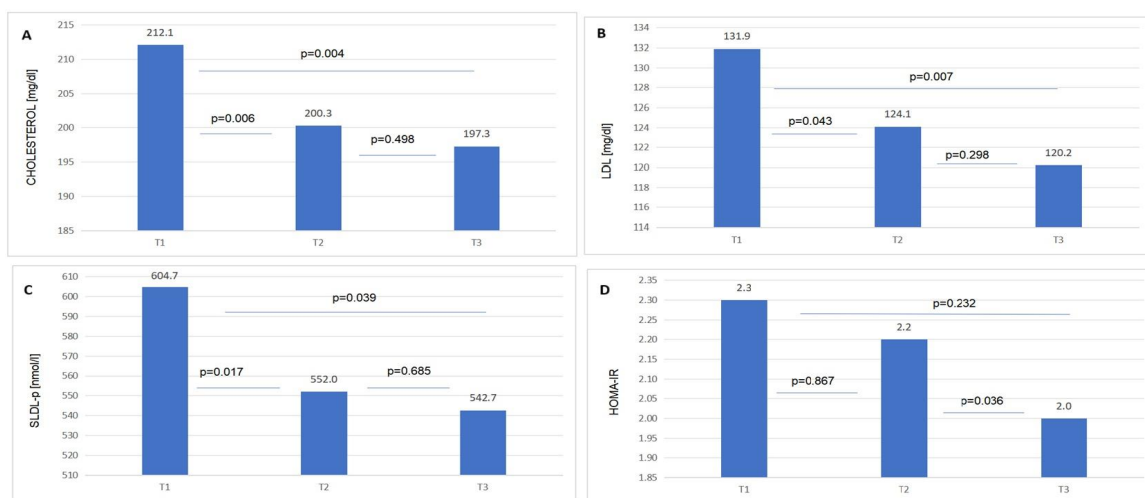 A
CHOLESTEROL [mg/dl]
215
210
205
200
195
190
185
212.1
p=0.004
p=0.006
200.3
p=0.498
197.3
T1
T2
T3
B
LDL [mg/dl]
134
132
130
128
126
124
122
120
118
116
114
131.9
p=0.007
p=0.043
124.1
p=0.298
120.2
T1
T2
T3
C
SLDL-p [nmol/l]
610
600
590
580
570
560
550
540
530
520
510
604.7
p=0.039
p=0.017
552.0
p=0.685
542.7
T1
T2
T3
D
HOMA-IR
2.30
2.25
2.20
2.15
2.10
2.05
2.00
1.95
1.90
1.85
2.3
p=0.232
2.2
p=0.867
p=0.036
2.0
T1
T2
T3